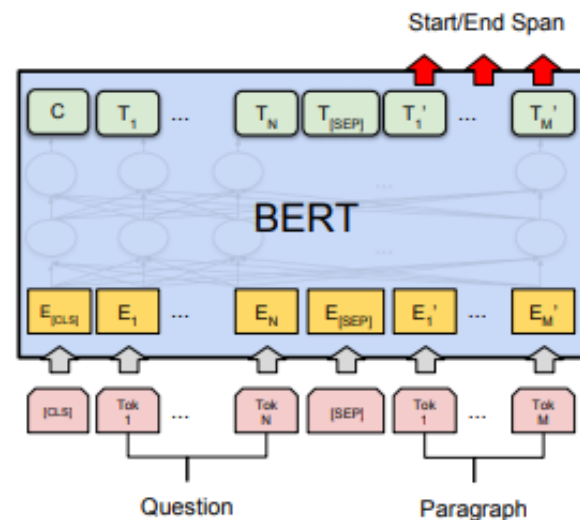 Start/End Span
C T1 ... TN T[SEP] T1' ... TM'
...
BERT
...
E[CLS] E1 ... EN E[SEP] E1' ... EM'
[CLS] Tok 1 ... Tok N [SEP] Tok 1 ... Tok M
Question Paragraph